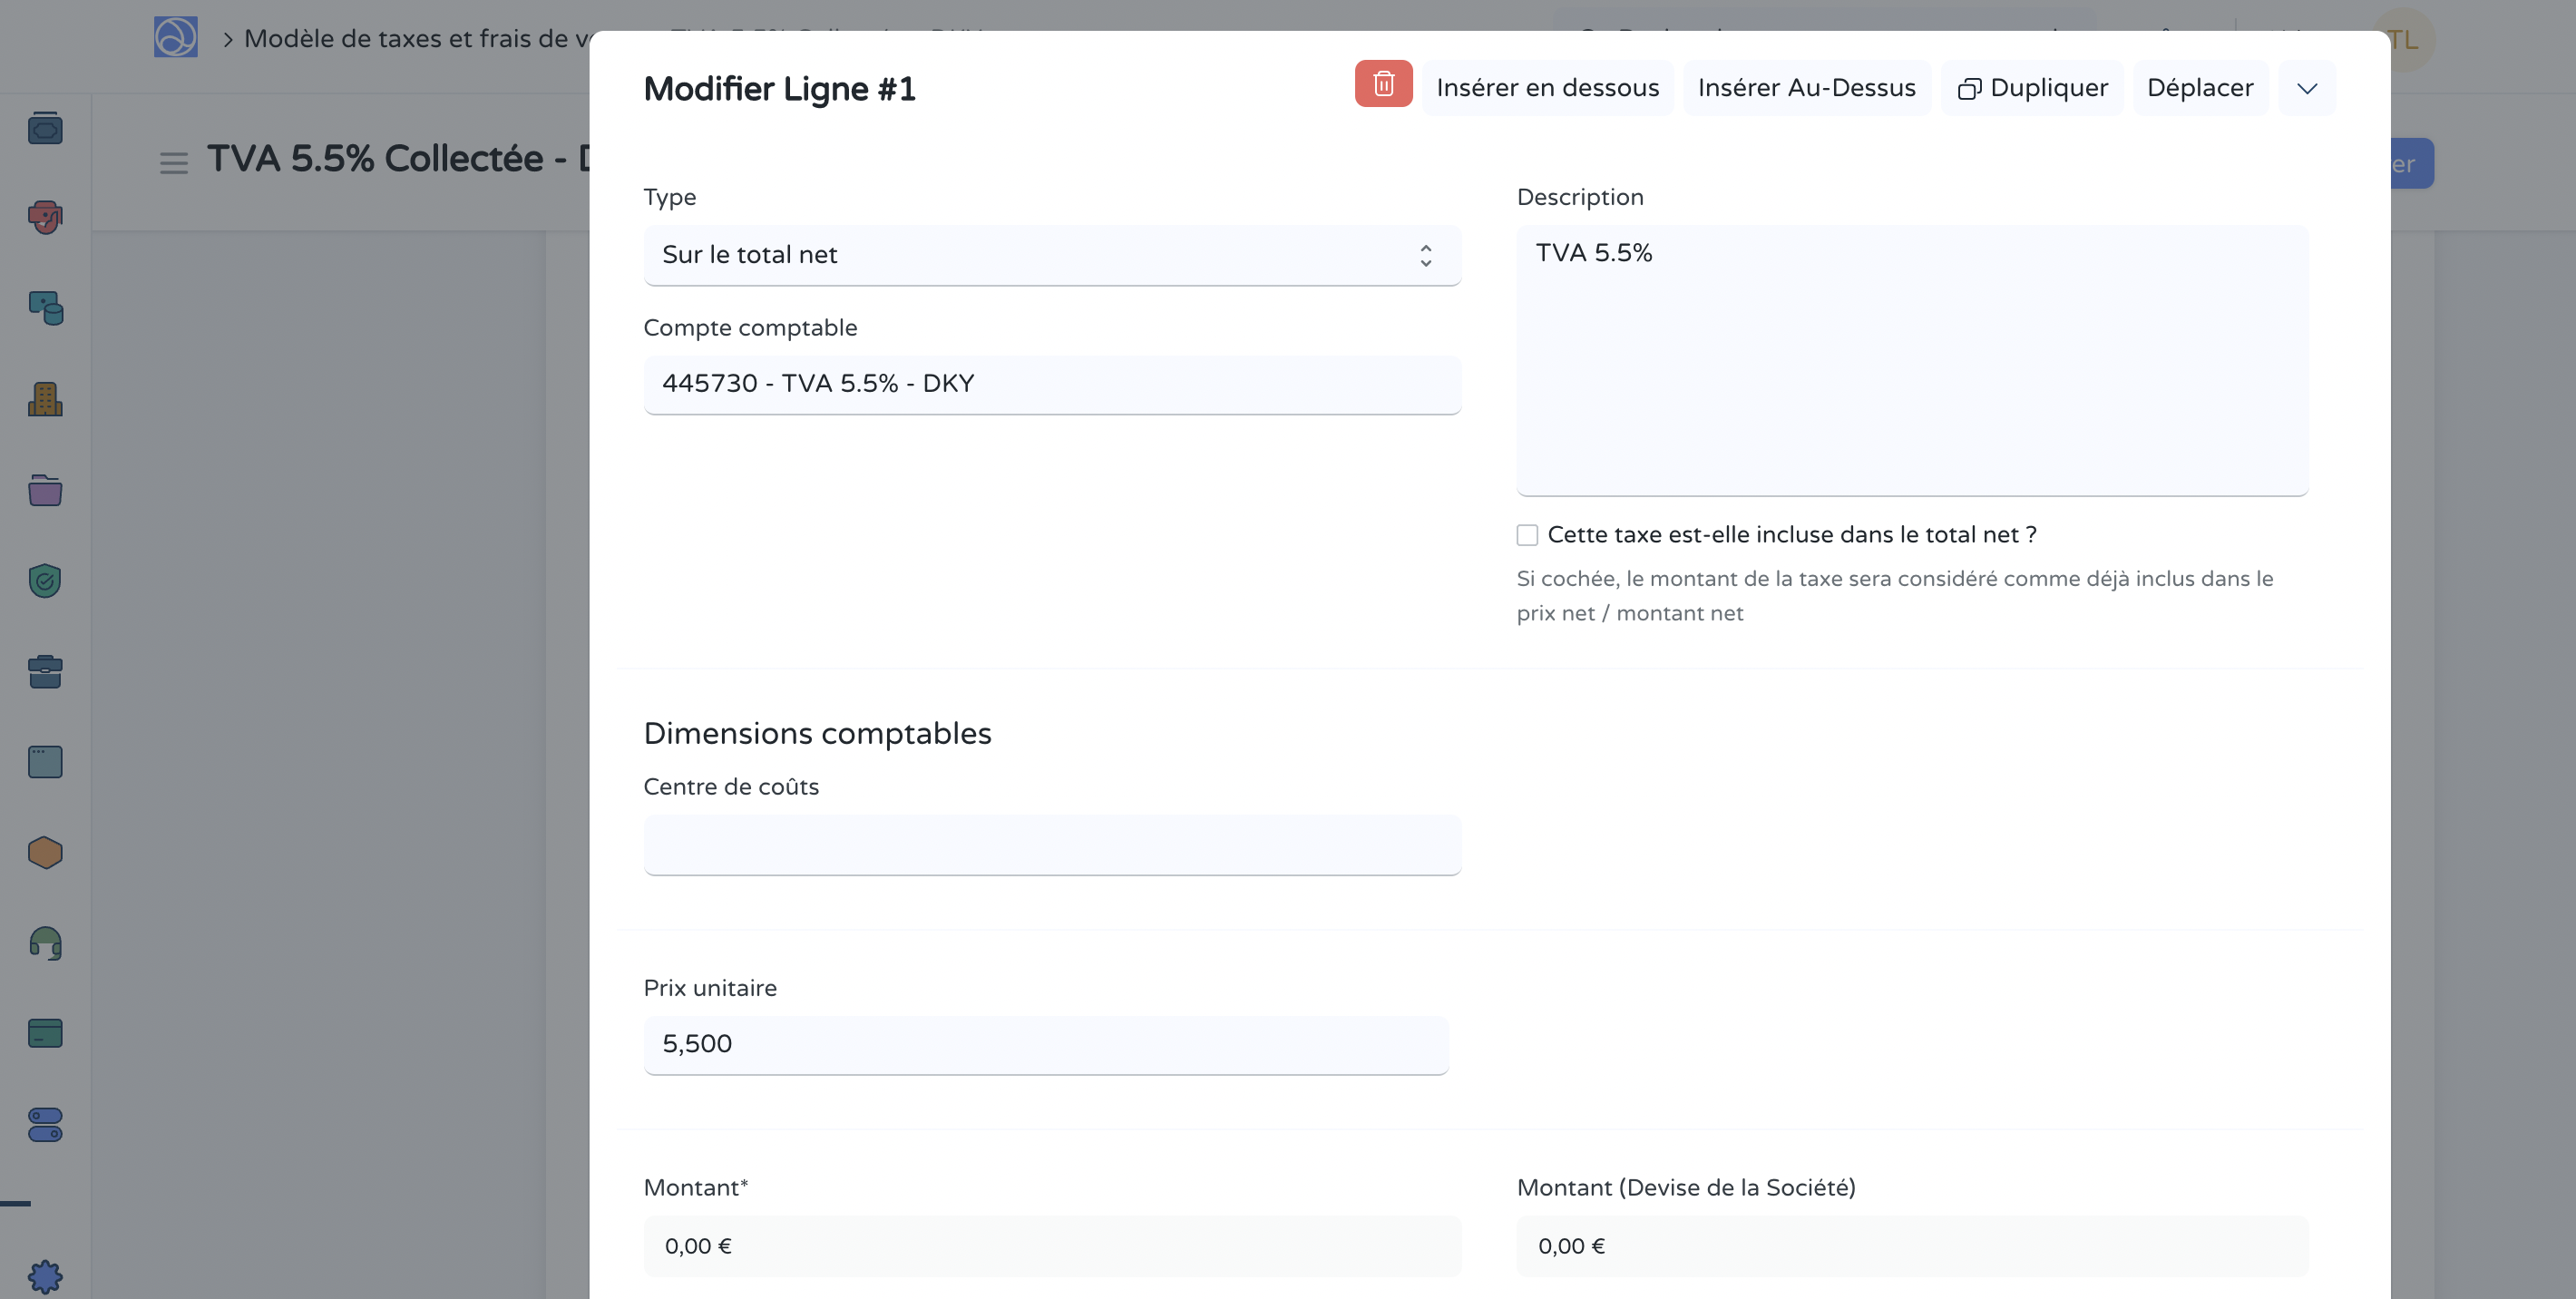 Modèle de taxes et frais de v
TL
TVA 5.5% Collectée - D
er
Modifier Ligne #1
Insérer en dessous
Insérer Au-Dessus
Dupliquer
Déplacer
Type
Sur le total net
Compte comptable
445730 - TVA 5.5% - DKY
Description
TVA 5.5%
Cette taxe est-elle incluse dans le total net ?
Si cochée, le montant de la taxe sera considéré comme déjà inclus dans le
prix net / montant net
Dimensions comptables
Centre de coûts
Prix unitaire
5,500
Montant*
0,00 €
Montant (Devise de la Société)
0,00 €